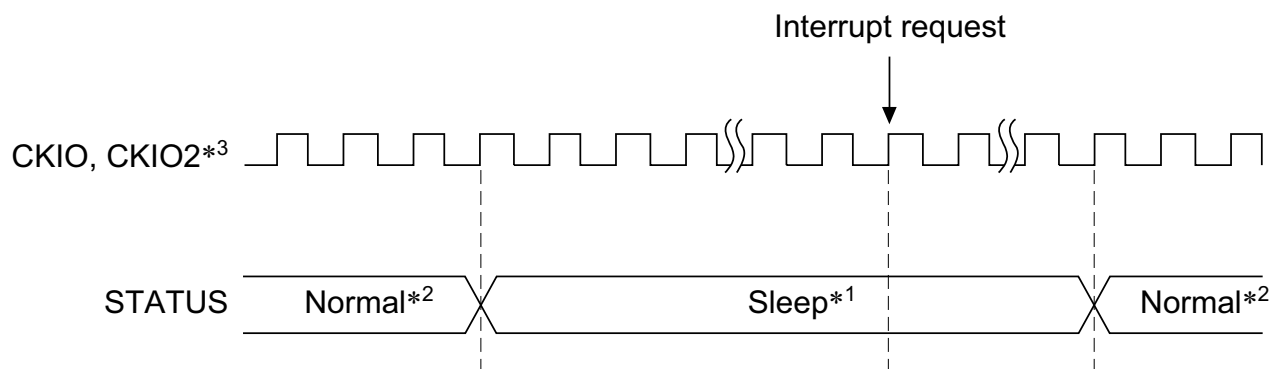 Interrupt request
CKIO, CKIO2*3
STATUS
Normal*2
Sleep*1
Normal*2